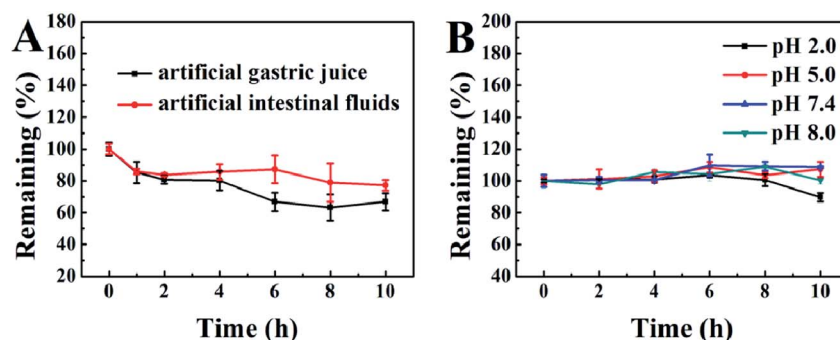 A
Remaining (%)
180
160
140
120
100
80
60
40
20
artificial gastric juice
artificial intestinal fluids
0
2
4
6
8
10
Time (h)
B
Remaining (%)
200
180
160
140
120
100
80
60
40
pH 2.0
pH 5.0
pH 7.4
pH 8.0
0
2
4
6
8
10
Time (h)